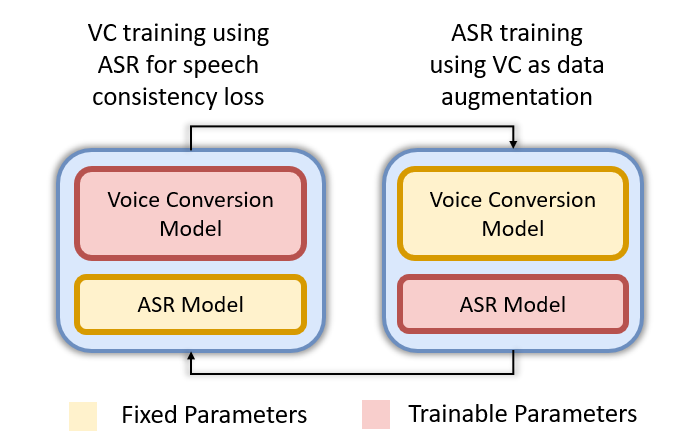 VC training using
ASR for speech
consistency loss
ASR training
using VC as data
augmentation
Voice Conversion
Model
ASR Model
Voice Conversion
Model
ASR Model
Fixed Parameters
Trainable Parameters